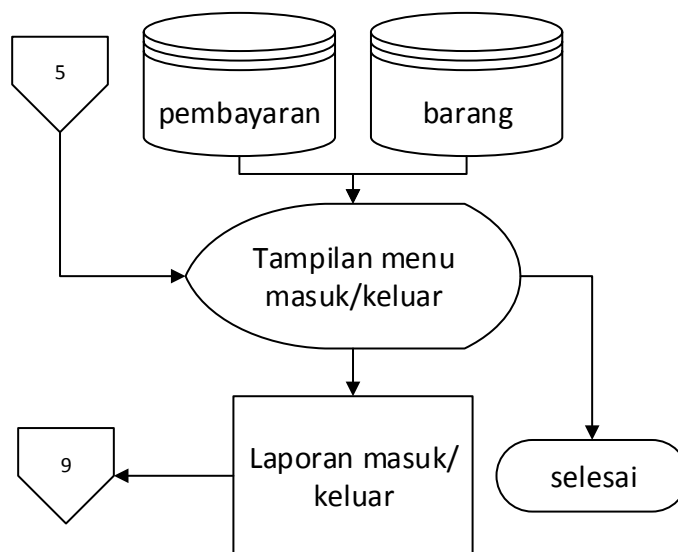 5
pembayaran
barang
Tampilan menu
masuk/keluar
Laporan masuk/
keluar
9
selesai